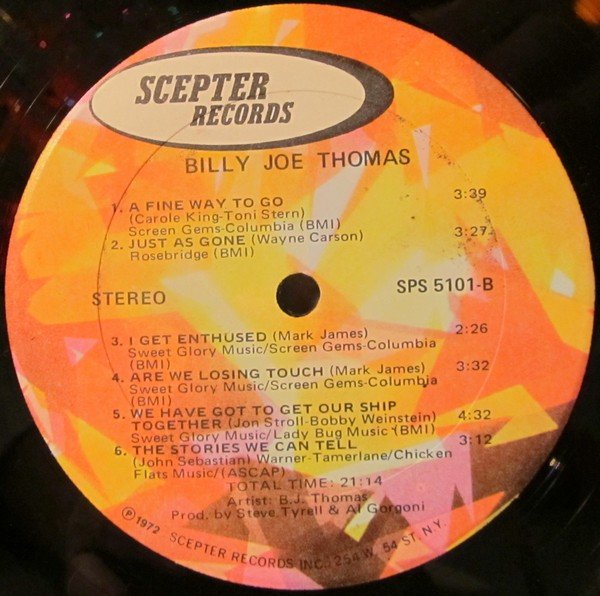 SCEPTER
RECORDS
BILLY JOE THOMAS
1. A FINE WAY TO GO 3:39
(Carole King-Toni Stern)
Screen Gems-Columbia (BMI)
2. JUST AS GONE (Wayne Carson) 3:27
Rosebridge (BMI)
STEREO SPS 5101-B
3. I GET ENTHUSED (Mark James) 2:26
Sweet Glory Music/Screen Gems-Columbia
(BMI)
4. ARE WE LOSING TOUCH (Mark James) 3:32
Sweet Glory Music/Screen Gems-Columbia
(BMI)
5. WE HAVE GOT TO GET OUR SHIP
TOGETHER (Jon Stroll-Bobby Weinstein) 4:32
Sweet Glory Music/Lady Bug Music (BMI)
6. THE STORIES WE CAN TELL 3:12
(John Sebastian) Warner-Tamerlane/Chicken
Flats Music/(ASCAP)
TOTAL TIME: 21:14
Artist: B.J. Thomas
Prod. by Steve Tyrell & Al Gorgoni
℗1972 SCEPTER RECORDS INC. 254 W. 54 ST. N.Y.